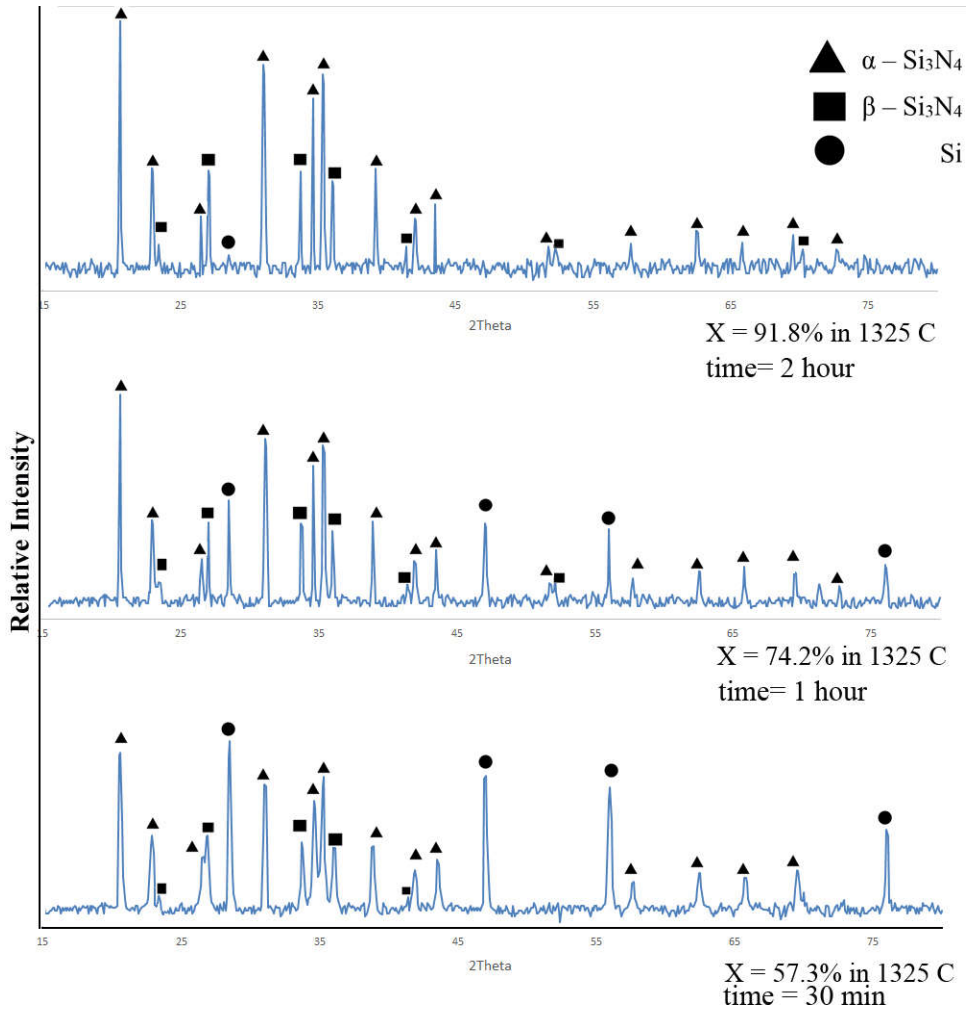 α – Si₃N₄
β – Si₃N₄
Si
15 25 35 45 55 65 75
2Theta
X = 91.8% in 1325 C
time= 2 hour
Relative Intensity
15 25 35 45 55 65 75
2Theta
X = 74.2% in 1325 C
time= 1 hour
15 25 35 45 55 65 75
2Theta
X = 57.3% in 1325 C
time = 30 min